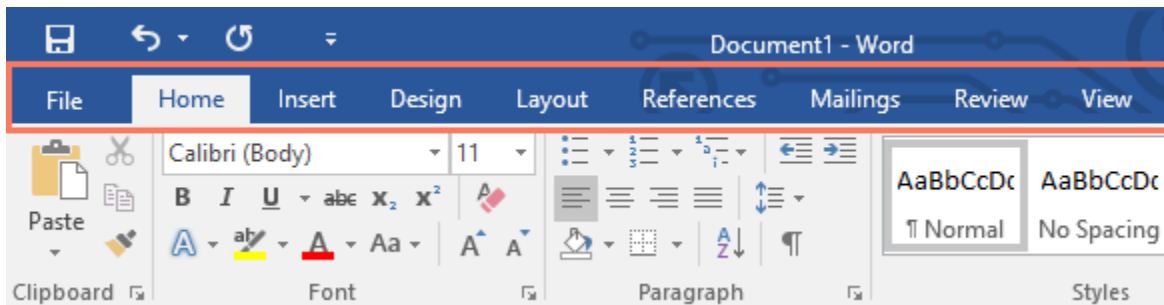 Document1 - Word
File Home Insert Design Layout References Mailings Review View
Calibri (Body) 11
B I U abc X₂ X²
A aby A Aa A A A Z ¶
Paste
AaBbCcDc AaBbCcDc
¶ Normal No Spacing
Clipboard Font Paragraph Styles